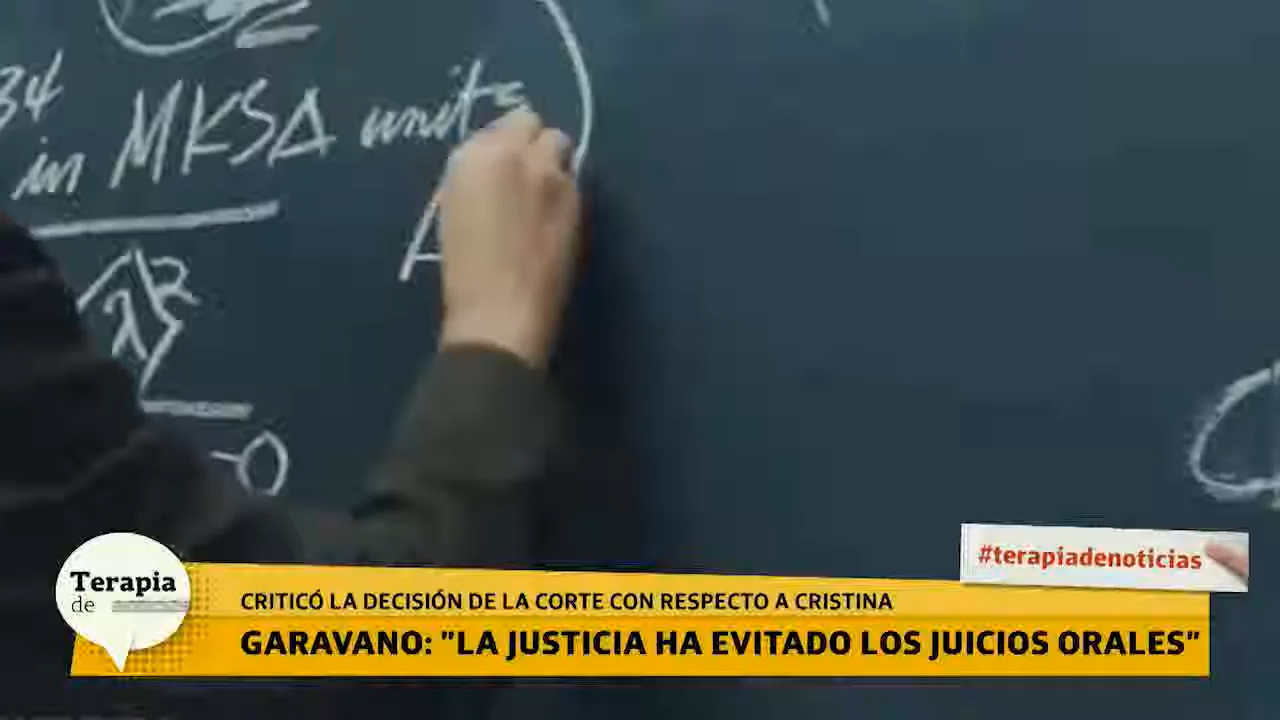 34
in MKSA units
λ
Terapia
de
#terapiadenoticias
CRITICÓ LA DECISIÓN DE LA CORTE CON RESPECTO A CRISTINA
GARAVANO: "LA JUSTICIA HA EVITADO LOS JUICIOS ORALES"